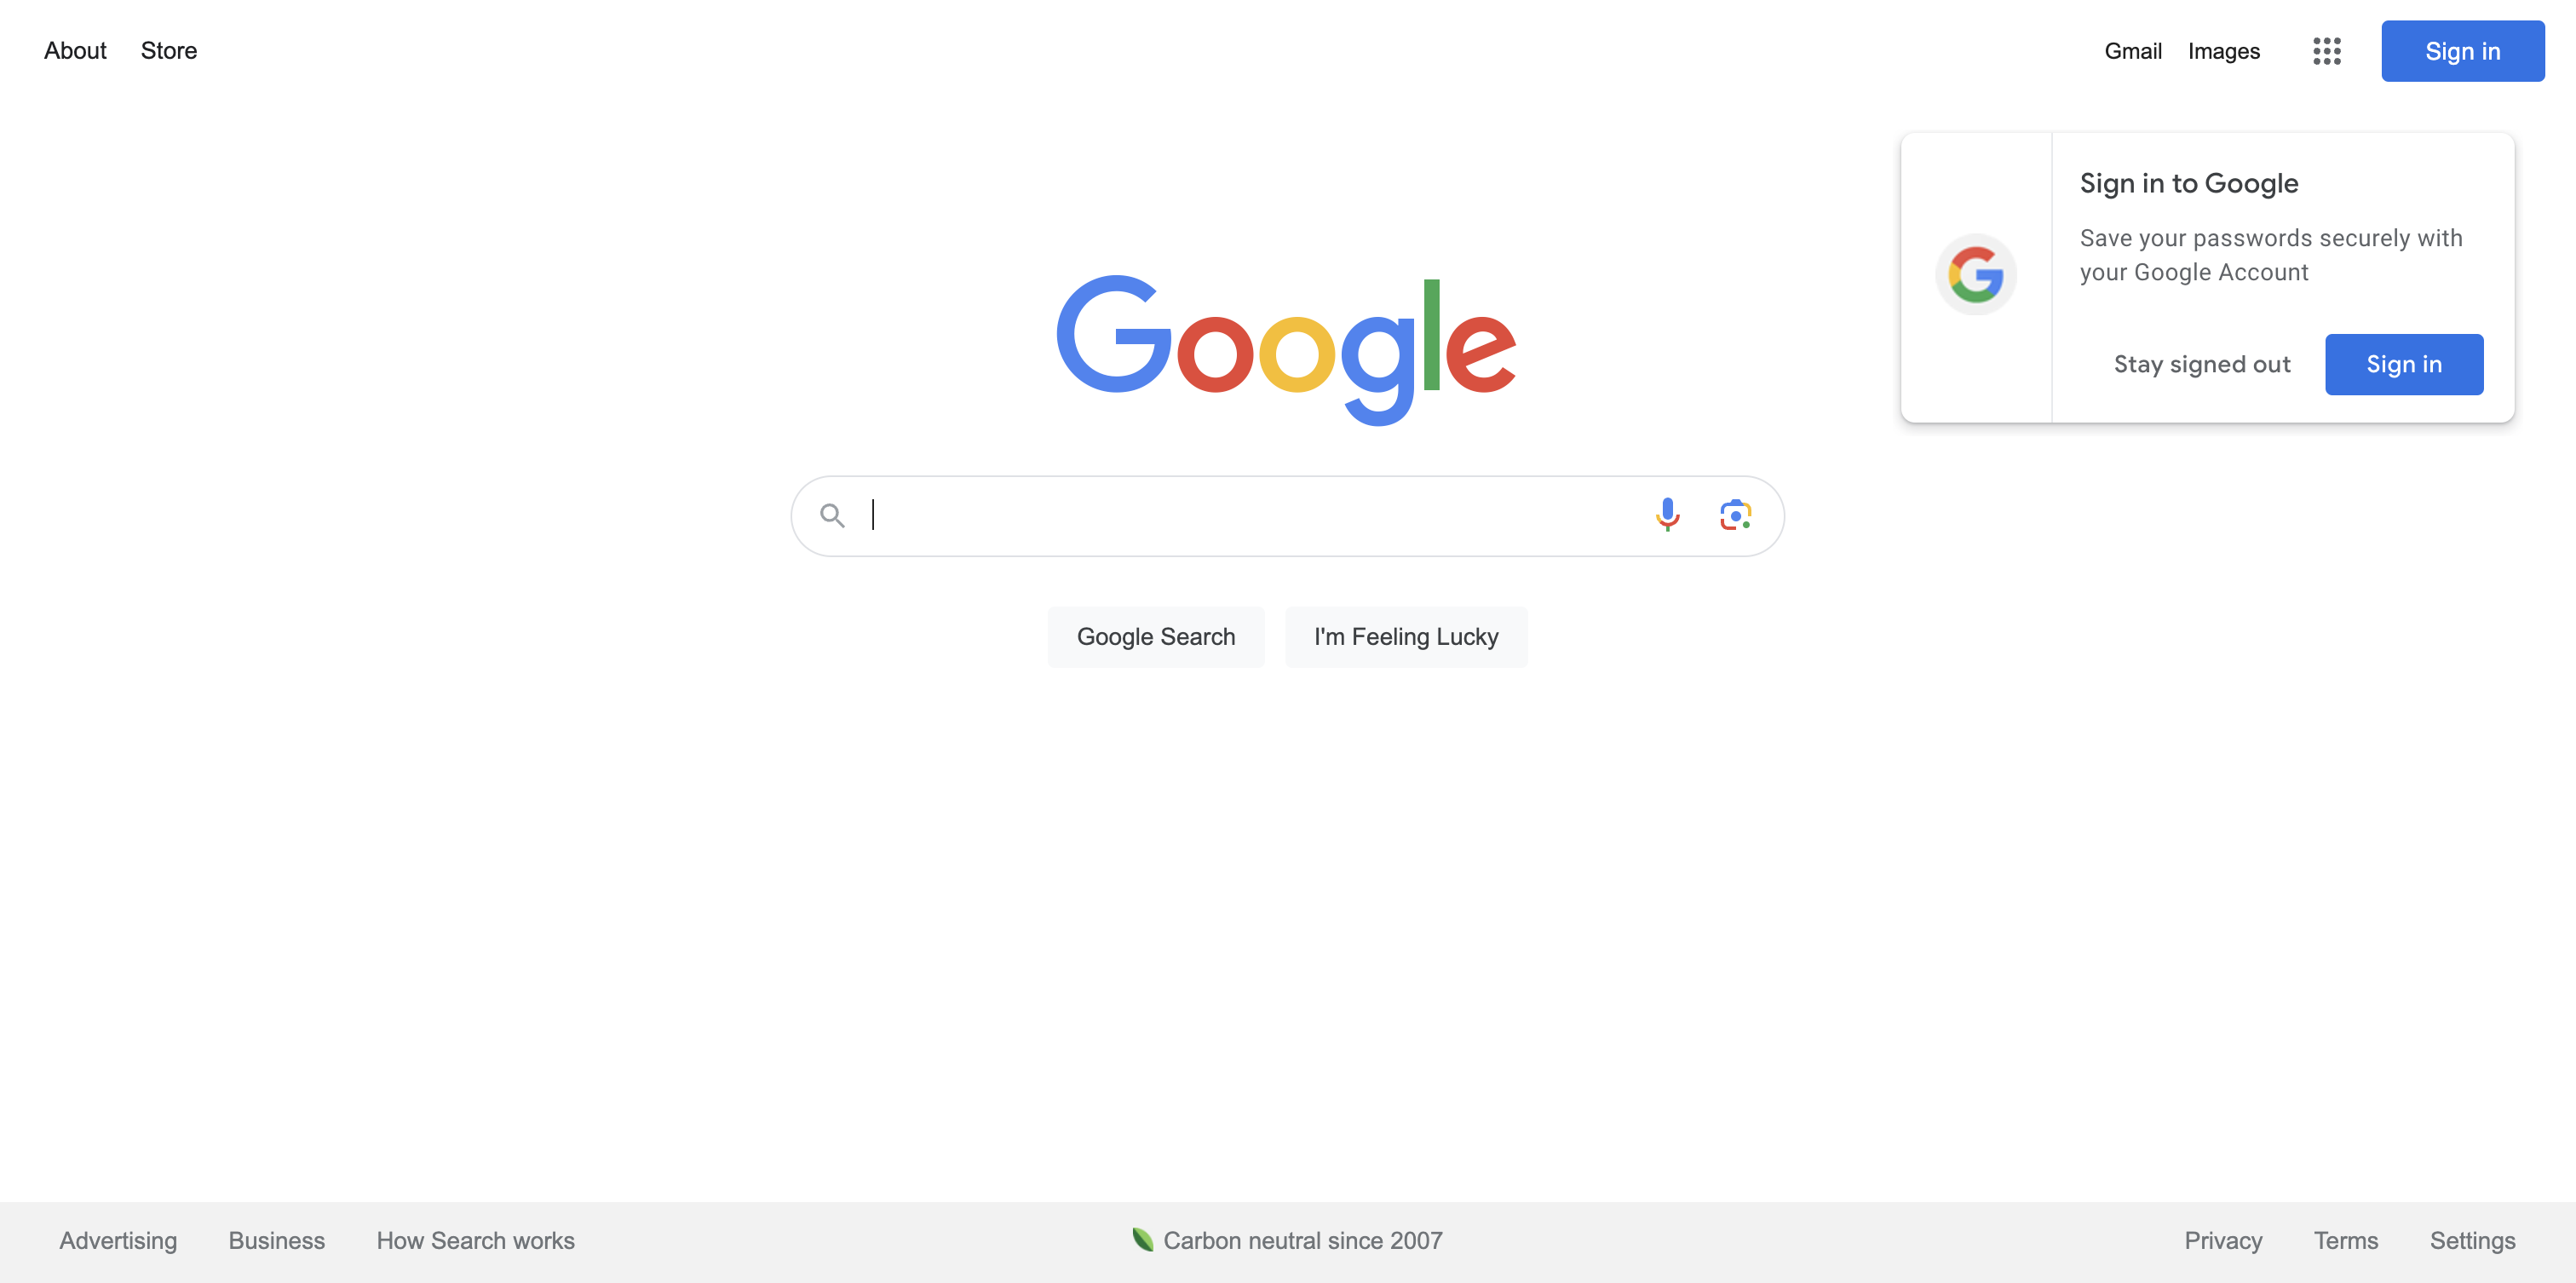 About Store Gmail Images Sign in
Sign in to Google
Save your passwords securely with
your Google Account
Stay signed out Sign in
Google
Google Search I'm Feeling Lucky
Advertising Business How Search works Carbon neutral since 2007 Privacy Terms Settings